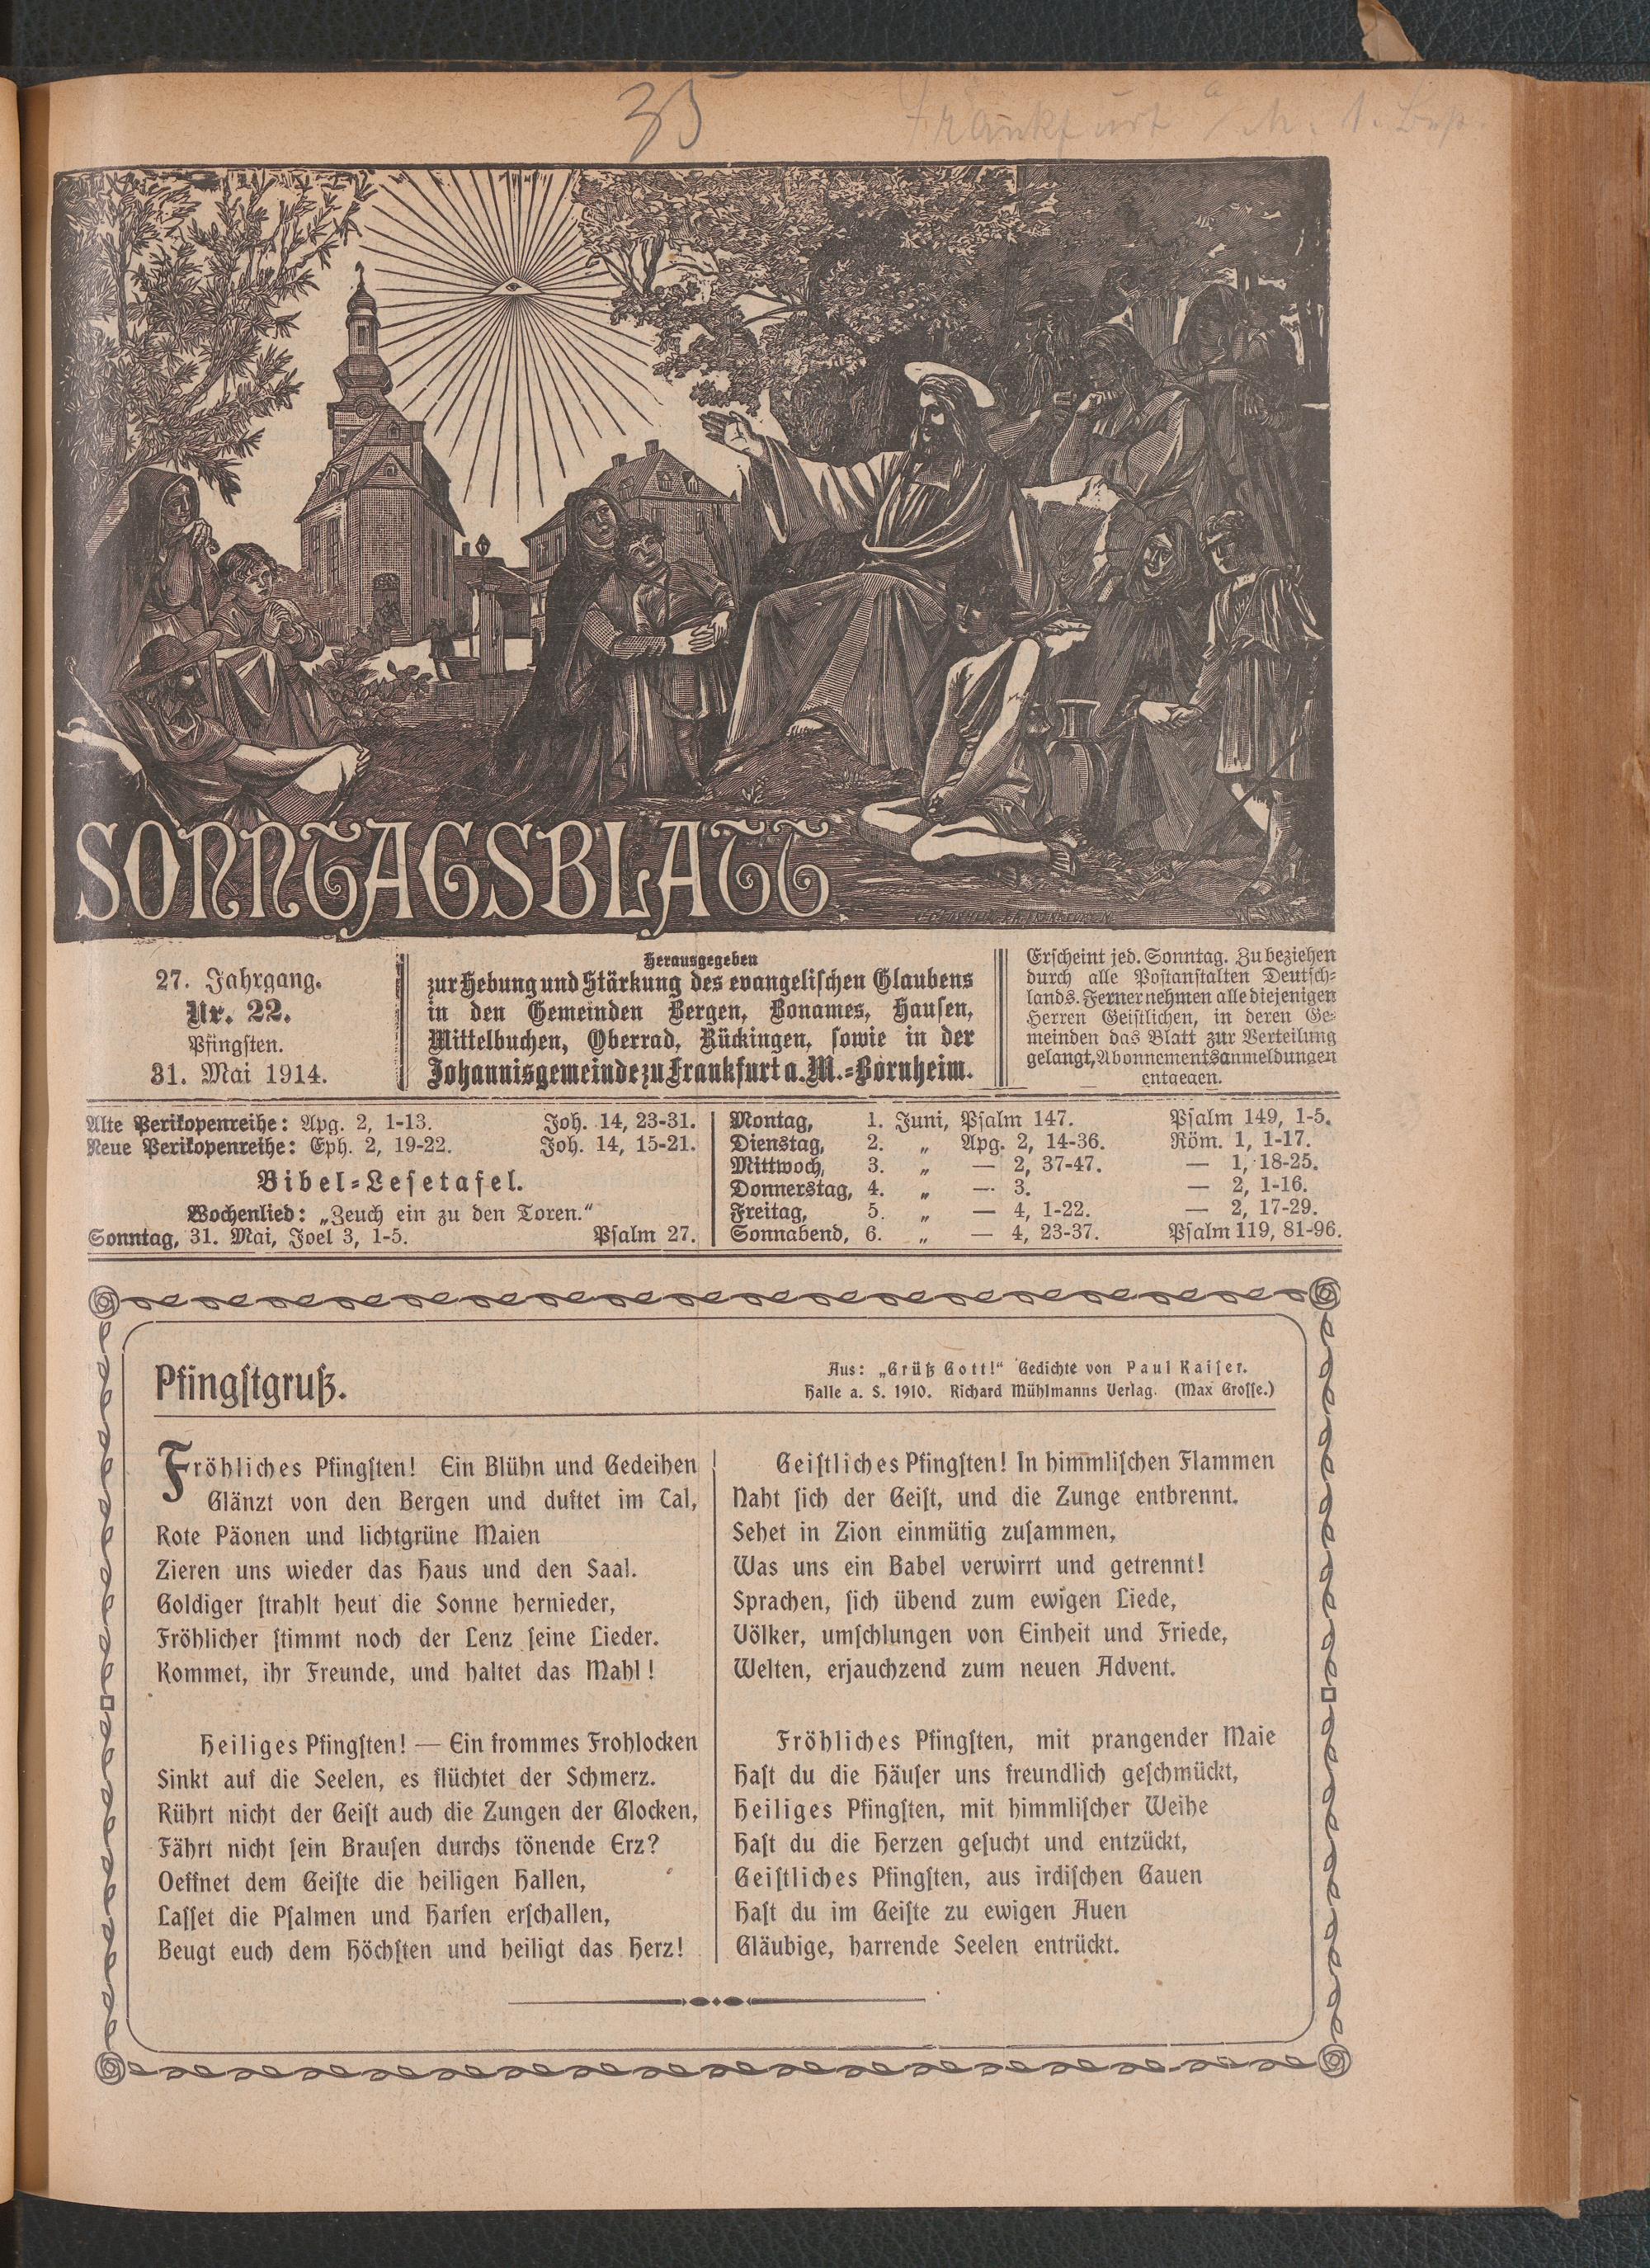 35
Frankfurt a/M.
SONNTAGSBLATT
27. Jahrgang.
Nr. 22.
Pfingsten.
31. Mai 1914.
Herausgegeben
zur Hebung und Stärkung des evangelischen Glaubens
in den Gemeinden Bergen, Bonames, Hausen,
Mittelbuchen, Oberrad, Rückingen, sowie in der
Johannisgemeinde zu Frankfurt a. M.-Bornheim.
Erscheint jed. Sonntag. Zu beziehen
durch alle Postanstalten Deutsch-
lands. Ferner nehmen alle diejenigen
Herren Geistlichen, in deren Ge-
meinden das Blatt zur Verteilung
gelangt, Abonnementsanmeldungen
entgegen.
Alte Perikopenreihe: Apg. 2, 1-13. Joh. 14, 23-31.
Neue Perikopenreihe: Eph. 2, 19-22. Joh. 14, 15-21.
Bibel-Lesetafel.
Wochenlied: „Zeuch ein zu den Toren.“
Sonntag, 31. Mai, Joel 3, 1-5. Psalm 27.
Montag, 1. Juni, Psalm 147. Psalm 149, 1-5.
Dienstag, 2. „ Apg. 2, 14-36. Röm. 1, 1-17.
Mittwoch, 3. „ — 2, 37-47. — 1, 18-25.
Donnerstag, 4. „ — 3. — 2, 1-16.
Freitag, 5. „ — 4, 1-22. — 2, 17-29.
Sonnabend, 6. „ — 4, 23-37. Psalm 119, 81-96.
Pfingstgruß.
Aus: „Grüß Gott!“ Gedichte von Paul Kaiser.
Halle a. S. 1910. Richard Mühlmanns Verlag. (Max Grosse.)
Fröhliches Pfingsten! Ein Blühn und Gedeihen
Glänzt von den Bergen und duftet im Tal,
Rote Päonen und lichtgrüne Maien
Zieren uns wieder das Haus und den Saal.
Goldiger strahlt heut die Sonne hernieder,
Fröhlicher stimmt noch der Lenz seine Lieder.
Kommet, ihr Freunde, und haltet das Mahl!
Heiliges Pfingsten! — Ein frommes Frohlocken
Sinkt auf die Seelen, es flüchtet der Schmerz.
Rührt nicht der Geist auch die Zungen der Glocken,
Fährt nicht sein Brausen durchs tönende Erz?
Oeffnet dem Geiste die heiligen Hallen,
Lasset die Psalmen und Harfen erschallen,
Beugt euch dem Höchsten und heiligt das Herz!
Geistliches Pfingsten! In himmlischen Flammen
Naht sich der Geist, und die Zunge entbrennt.
Sehet in Zion einmütig zusammen,
Was uns ein Babel verwirrt und getrennt!
Sprachen, sich übend zum ewigen Liede,
Völker, umschlungen von Einheit und Friede,
Welten, erjauchzend zum neuen Advent.
Fröhliches Pfingsten, mit prangender Maie
Hast du die Häuser uns freundlich geschmückt,
Heiliges Pfingsten, mit himmlischer Weihe
Hast du die Herzen gesucht und entzückt,
Geistliches Pfingsten, aus irdischen Gauen
Hast du im Geiste zu ewigen Auen
Gläubige, harrende Seelen entrückt.